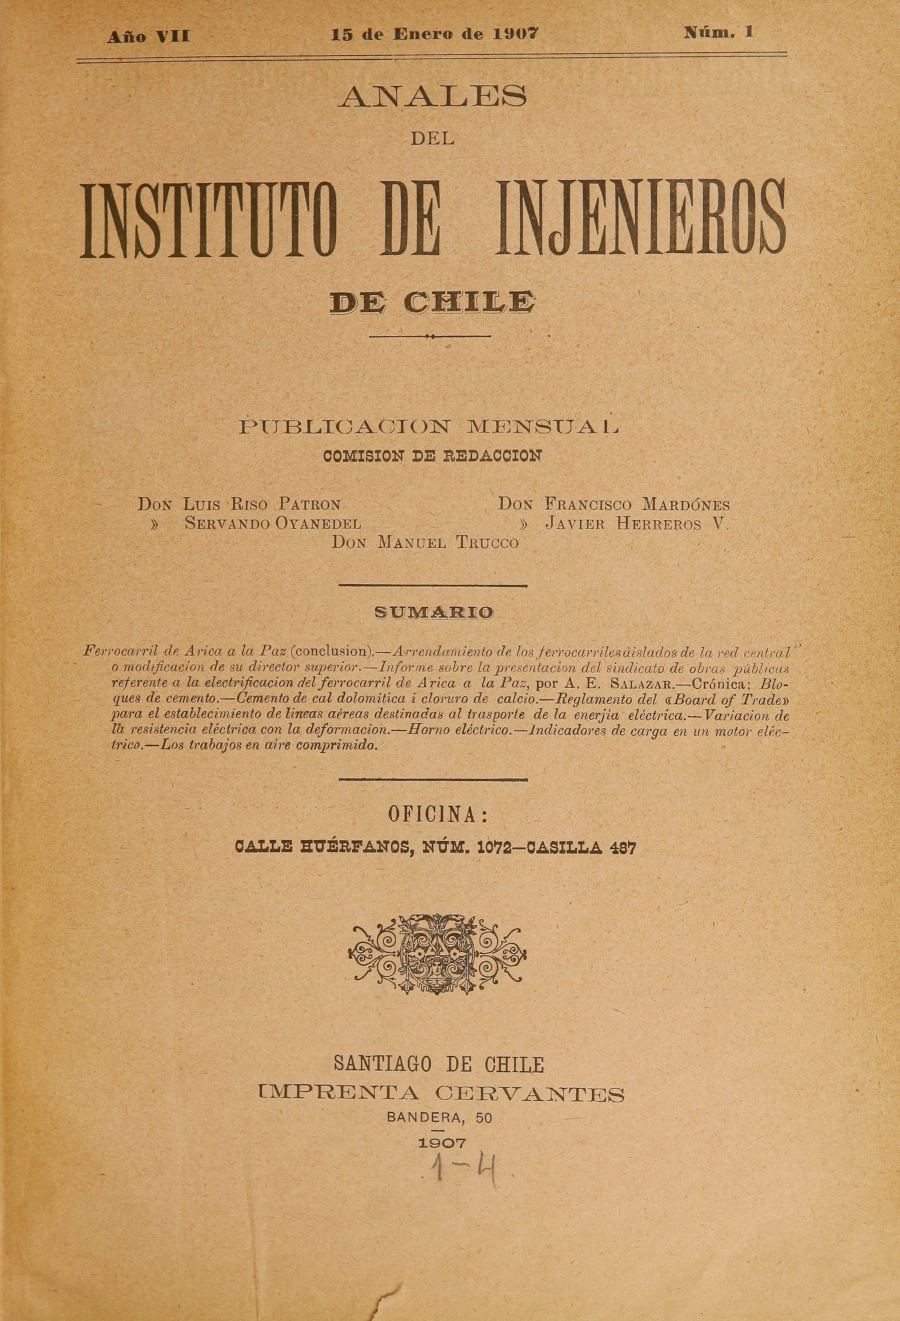 Año VII 15 de Enero de 1907 Núm. 1
ANALES
DEL
INSTITUTO DE INJENIEROS
DE CHILE
PUBLICACION MENSUAL
COMISION DE REDACCION
DON LUIS RISO PATRON DON FRANCISCO MARDÓNES
» SERVANDO OYANEDEL » JAVIER HERREROS V.
DON MANUEL TRUCCO
SUMARIO
Ferrocarril de Arica a la Paz (conclusion).—Arrendamiento de los ferrocarriles aislados de la red central
o modificacion de su director superior.—Informe sobre la presentacion del sindicato de obras públicas
referente a la electrificacion del ferrocarril de Arica a la Paz, por A. E. SALAZAR.—Crónica: Blo-
ques de cemento.—Cemento de cal dolomítica i cloruro de calcio.—Reglamento del «Board of Trade»
para el establecimiento de líneas aéreas destinadas al trasporte de la enerjía eléctrica.—Variacion de
la resistencia eléctrica con la deformacion.—Horno eléctrico.—Indicadores de carga en un motor eléc-
trico.—Los trabajos en aire comprimido.
OFICINA:
CALLE HUÉRFANOS, NÚM. 1072—CASILLA 487
SANTIAGO DE CHILE
IMPRENTA CERVANTES
BANDERA, 50
1907
1-4